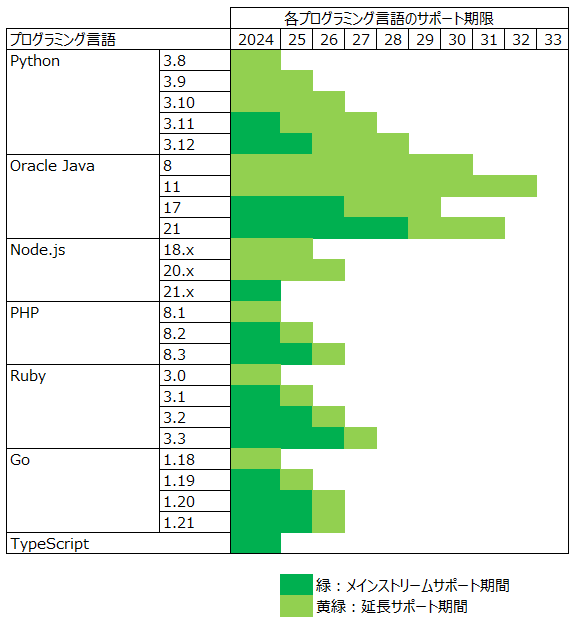 各プログラミング言語のサポート期限
プログラミング言語 2024 25 26 27 28 29 30 31 32 33
Python 3.8
3.9
3.10
3.11
3.12
Oracle Java 8
11
17
21
Node.js 18.x
20.x
21.x
PHP 8.1
8.2
8.3
Ruby 3.0
3.1
3.2
3.3
Go 1.18
1.19
1.20
1.21
TypeScript
緑：メインストリームサポート期間
黄緑：延長サポート期間